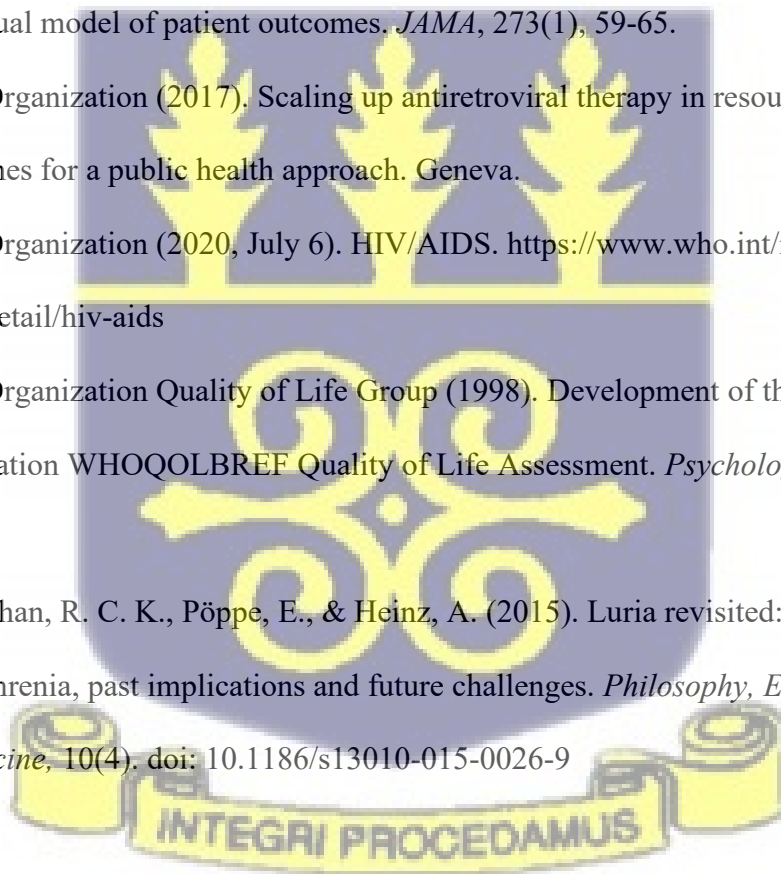 ual model of patient outcomes. JAMA, 273(1), 59-65.
Organization (2017). Scaling up antiretroviral therapy in resou
nes for a public health approach. Geneva.
Organization (2020, July 6). HIV/AIDS. https://www.who.int/
etail/hiv-aids
Organization Quality of Life Group (1998). Development of th
ation WHOQOLBREF Quality of Life Assessment. Psycholo
han, R. C. K., Pöppe, E., & Heinz, A. (2015). Luria revisited:
hrenia, past implications and future challenges. Philosophy, E
cine, 10(4). doi: 10.1186/s13010-015-0026-9
INTEGRI PROCEDAMUS